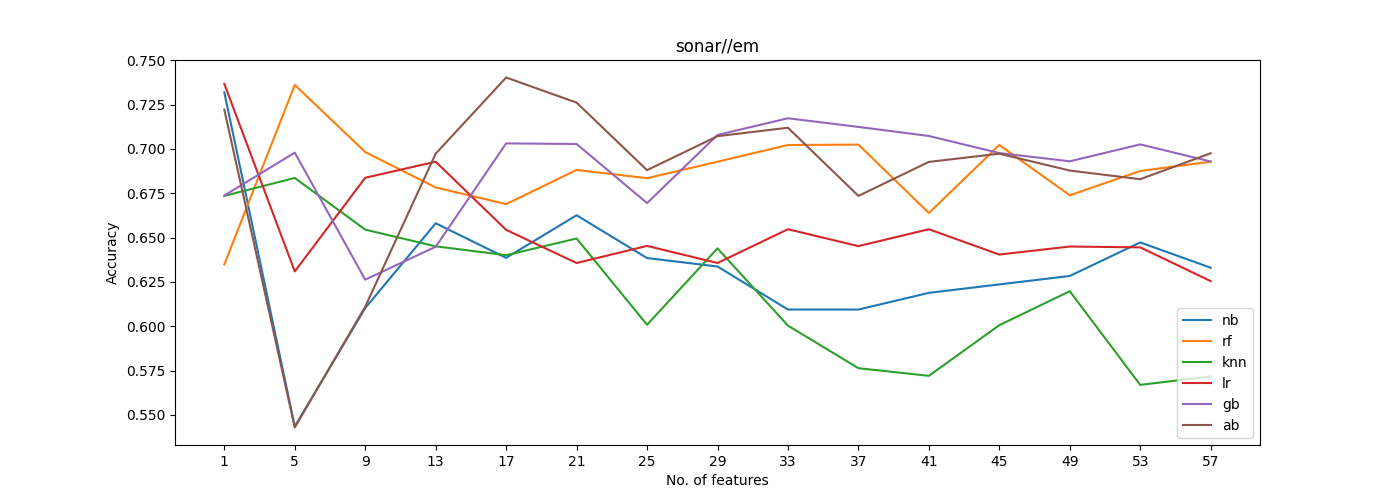 sonar//em
Accuracy
0.750
0.725
0.700
0.675
0.650
0.625
0.600
0.575
0.550
nb
rf
knn
lr
gb
ab
1 5 9 13 17 21 25 29 33 37 41 45 49 53 57
No. of features